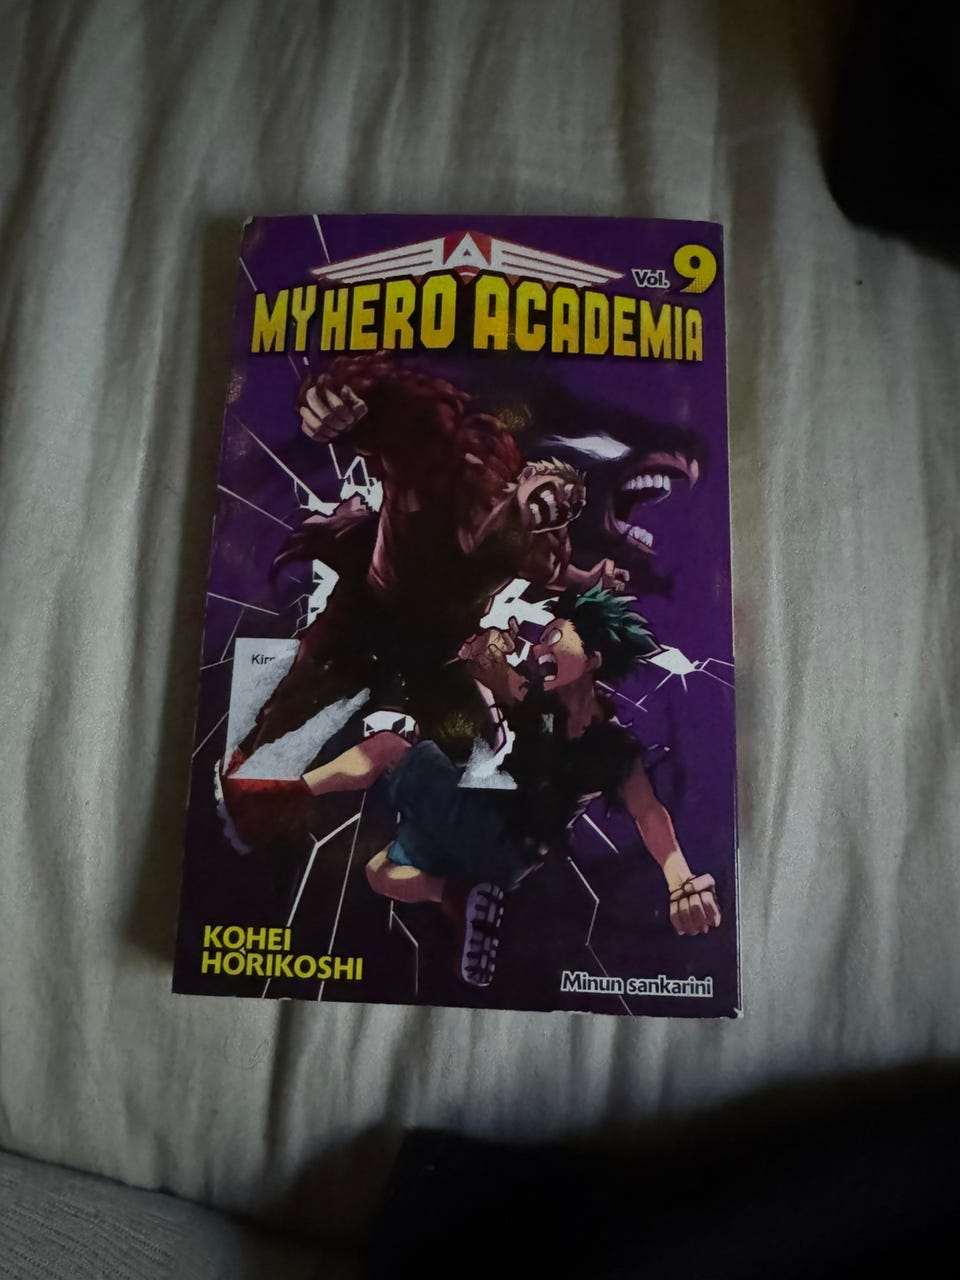 Vol. 9
MY HERO ACADEMIA
KOHEI
HORIKOSHI
Minun sankarini